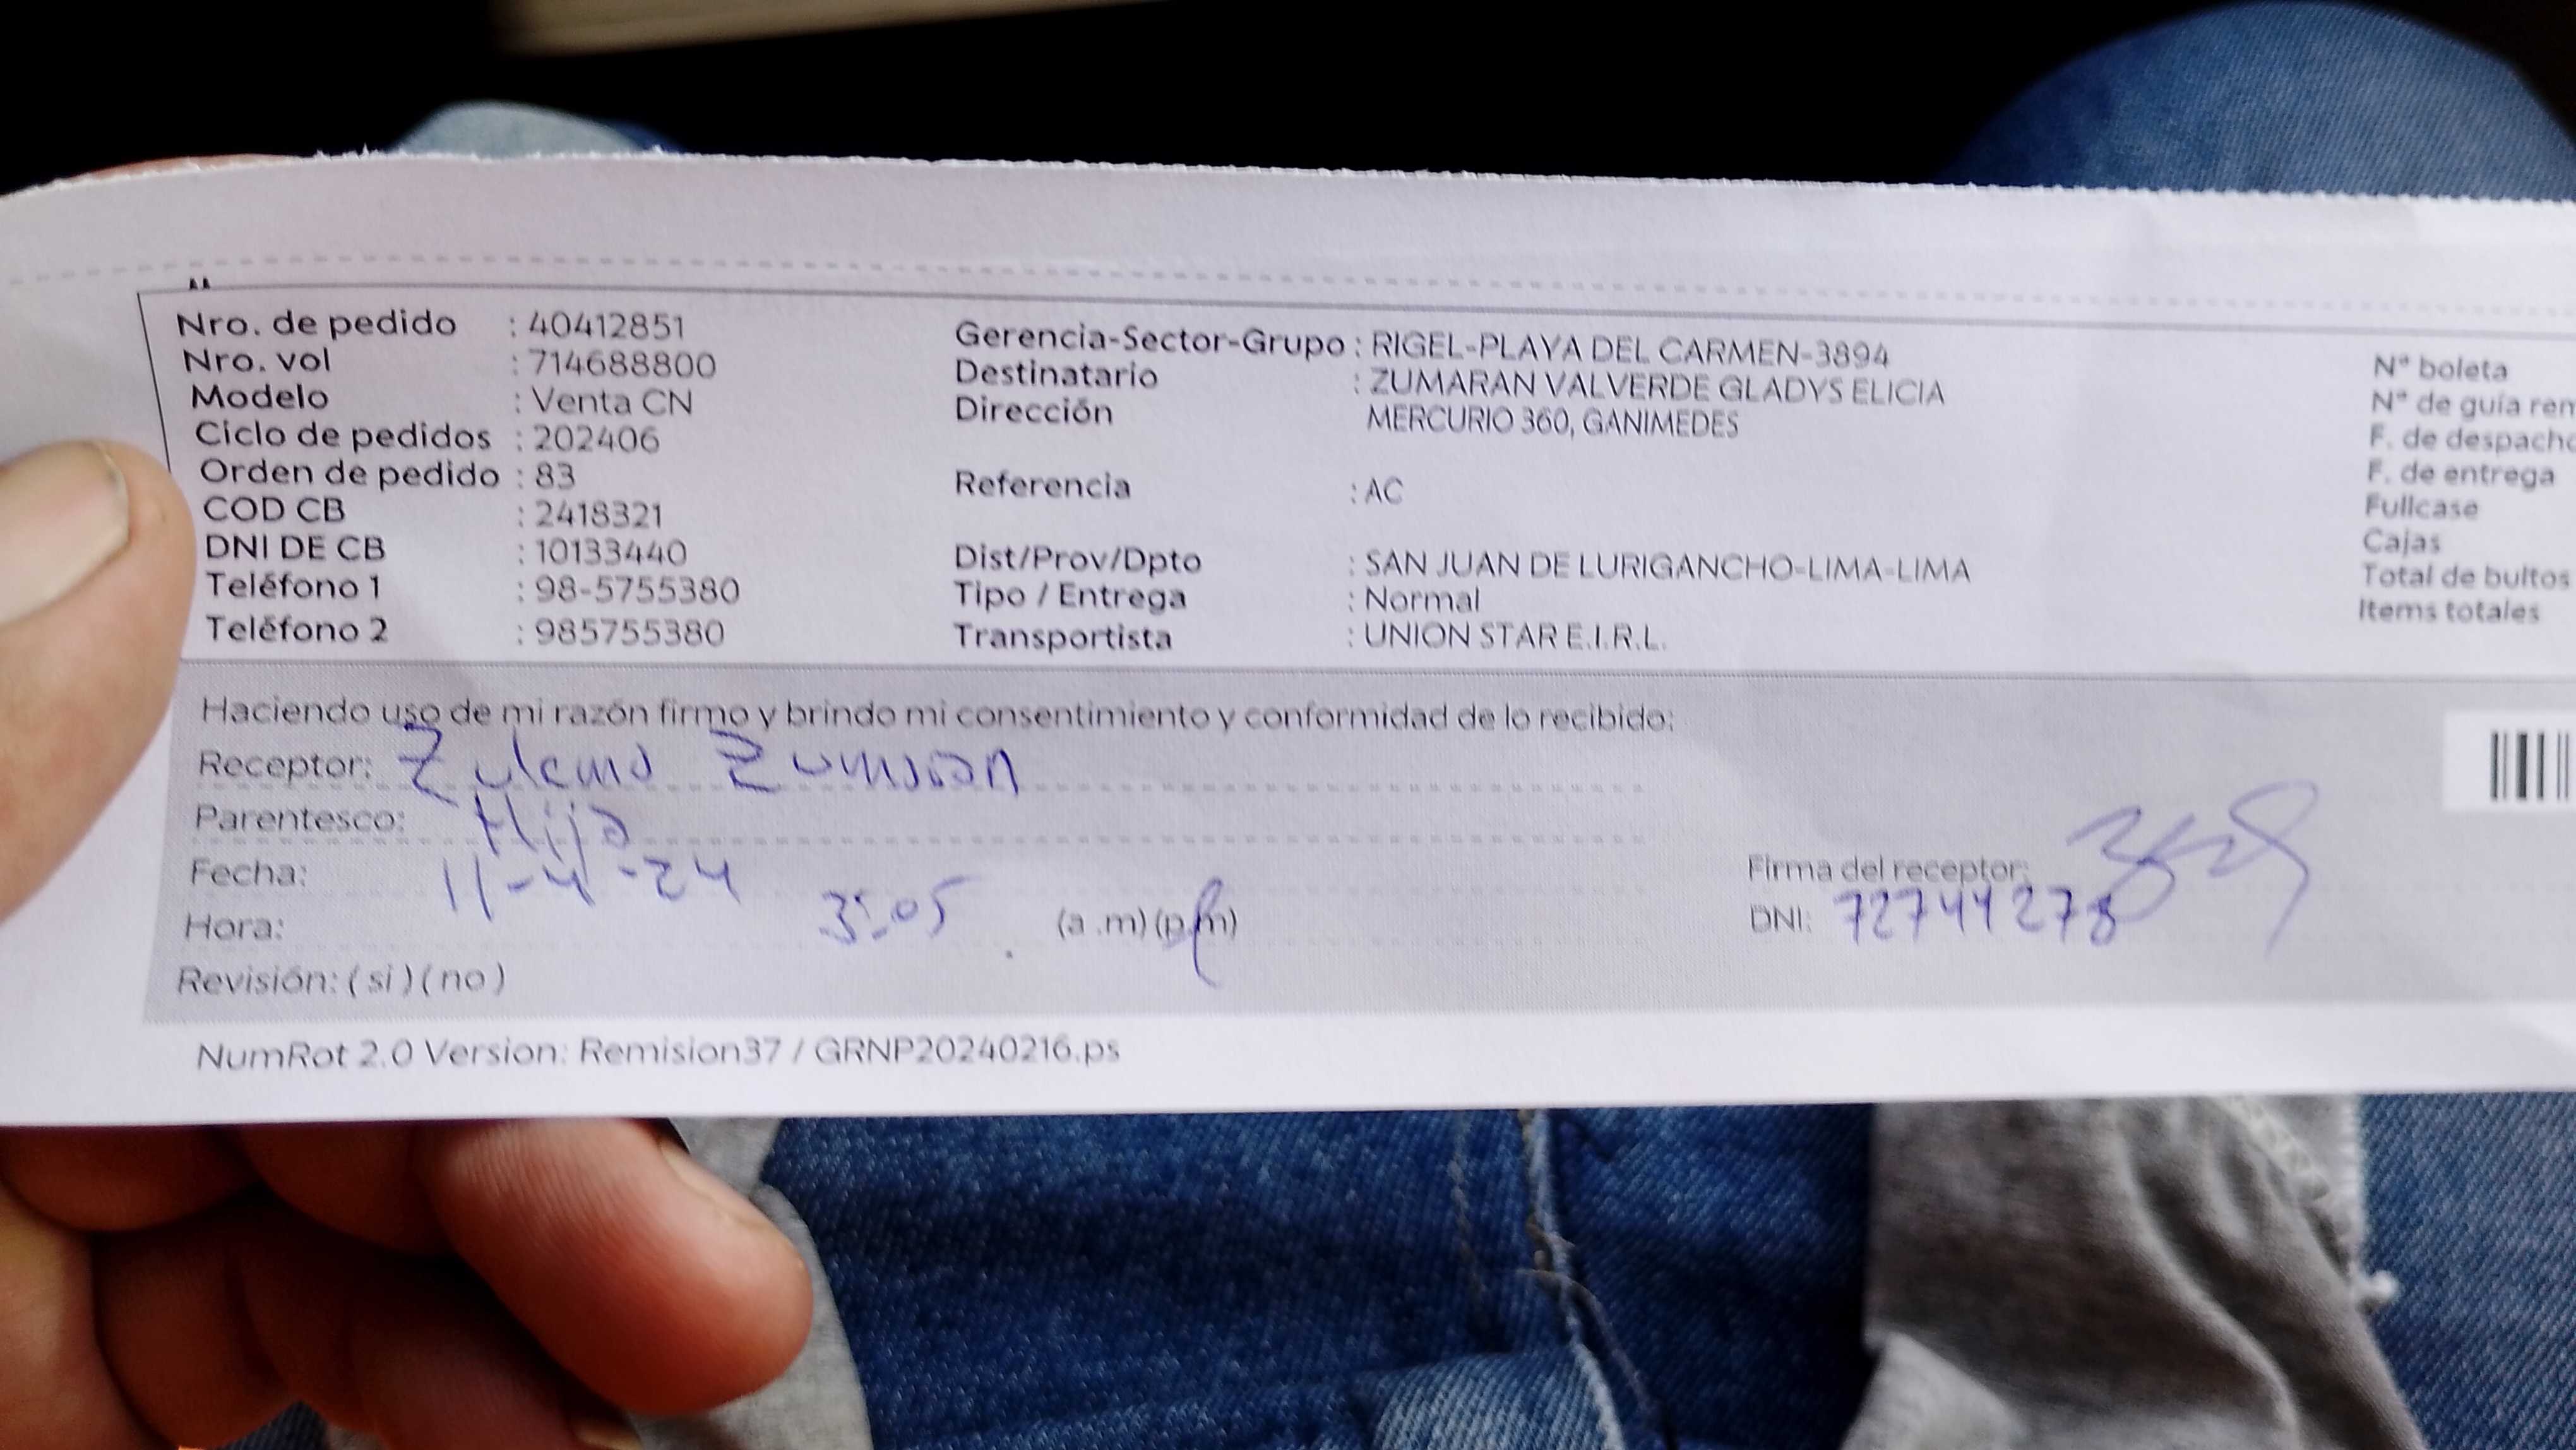 Nro. de pedido : 40412851
Nro. vol : 714688800
Modelo : Venta CN
Ciclo de pedidos : 202406
Orden de pedido : 83
COD CB : 2418321
DNI DE CB : 10133440
Teléfono 1 : 98-5755380
Teléfono 2 : 985755380
Gerencia-Sector-Grupo : RIGEL-PLAYA DEL CARMEN-3894
Destinatario : ZUMARAN VALVERDE GLADYS ELICIA
Dirección MERCURIO 360, GANIMEDES
Referencia : AC
Dist/Prov/Dpto : SAN JUAN DE LURIGANCHO-LIMA-LIMA
Tipo / Entrega : Normal
Transportista : UNION STAR E.I.R.L.
N° boleta
N° de guía rem
F. de despacho
F. de entrega
Fullcase
Cajas
Total de bultos
Items totales
Haciendo uso de mi razón firmo y brindo mi consentimiento y conformidad de lo recibido:
Receptor: Zulema Zumaran
Parentesco: Hija
Fecha: 11-4-24
Hora: 3:05 (a .m) (p.m)
Revisión: ( si ) ( no )
Firma del receptor:
DNI: 72744278
NumRot 2.0 Version: Remision37 / GRNP20240216.ps